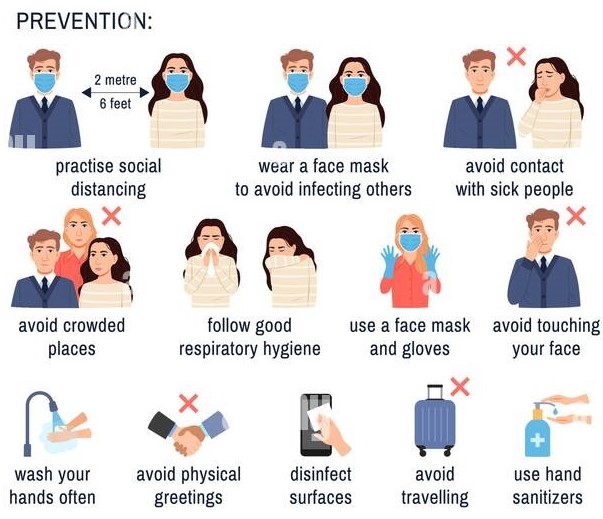 PREVENTION:
2 metre
6 feet
practise social
distancing
wear a face mask
to avoid infecting others
avoid contact
with sick people
avoid crowded
places
follow good
respiratory hygiene
use a face mask
and gloves
avoid touching
your face
wash your
hands often
avoid physical
greetings
disinfect
surfaces
avoid
travelling
use hand
sanitizers